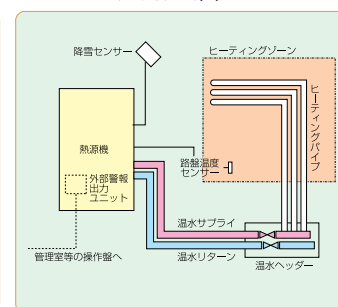 降雪センサー
ヒーティングゾーン
ヒーティングパイプ
熱源機
路盤温度
センサー
外部警報
出力
ユニット
温水サプライ
管理室等の操作盤へ
温水リターン
温水ヘッダー